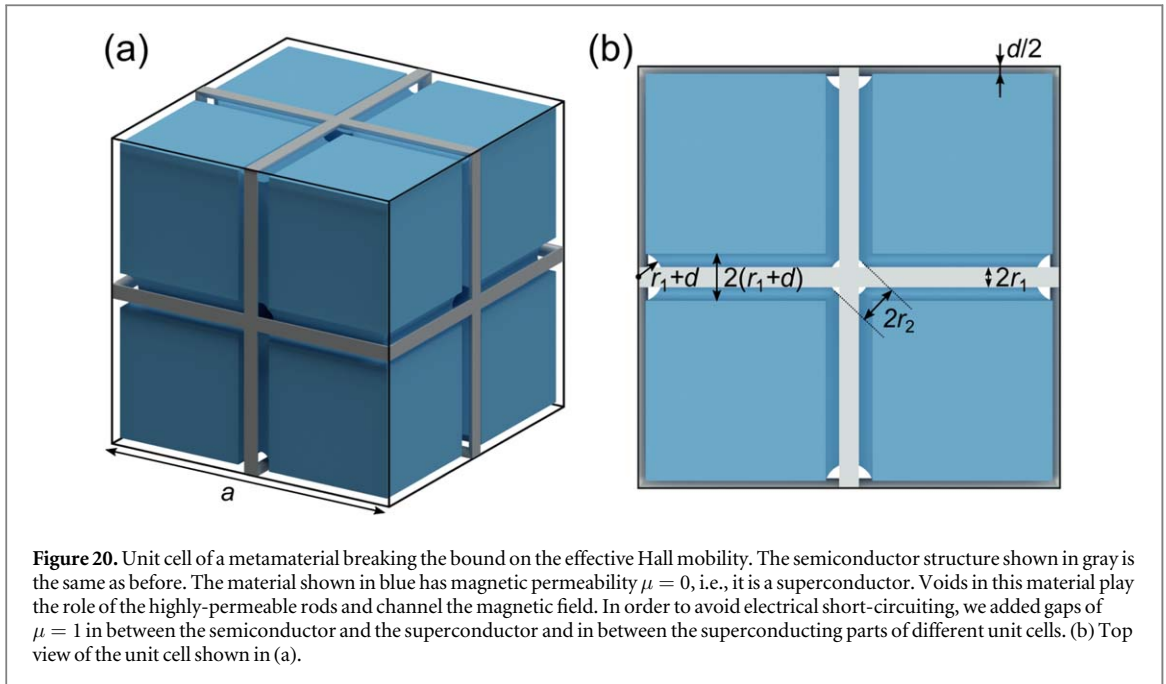 (a)
(b)
d/2
r₁+d
2(r₁+d)
2r₁
2r₂
a
Figure 20. Unit cell of a metamaterial breaking the bound on the effective Hall mobility. The semiconductor structure shown in gray is
the same as before. The material shown in blue has magnetic permeability μ = 0, i.e., it is a superconductor. Voids in this material play
the role of the highly-permeable rods and channel the magnetic field. In order to avoid electrical short-circuiting, we added gaps of
μ = 1 in between the semiconductor and the superconductor and in between the superconducting parts of different unit cells. (b) Top
view of the unit cell shown in (a).